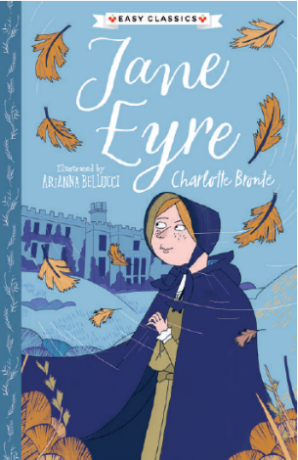 EASY CLASSICS
Jane
Eyre
Illustrated by
ARIANNA BELLUCCI
Charlotte Brontë